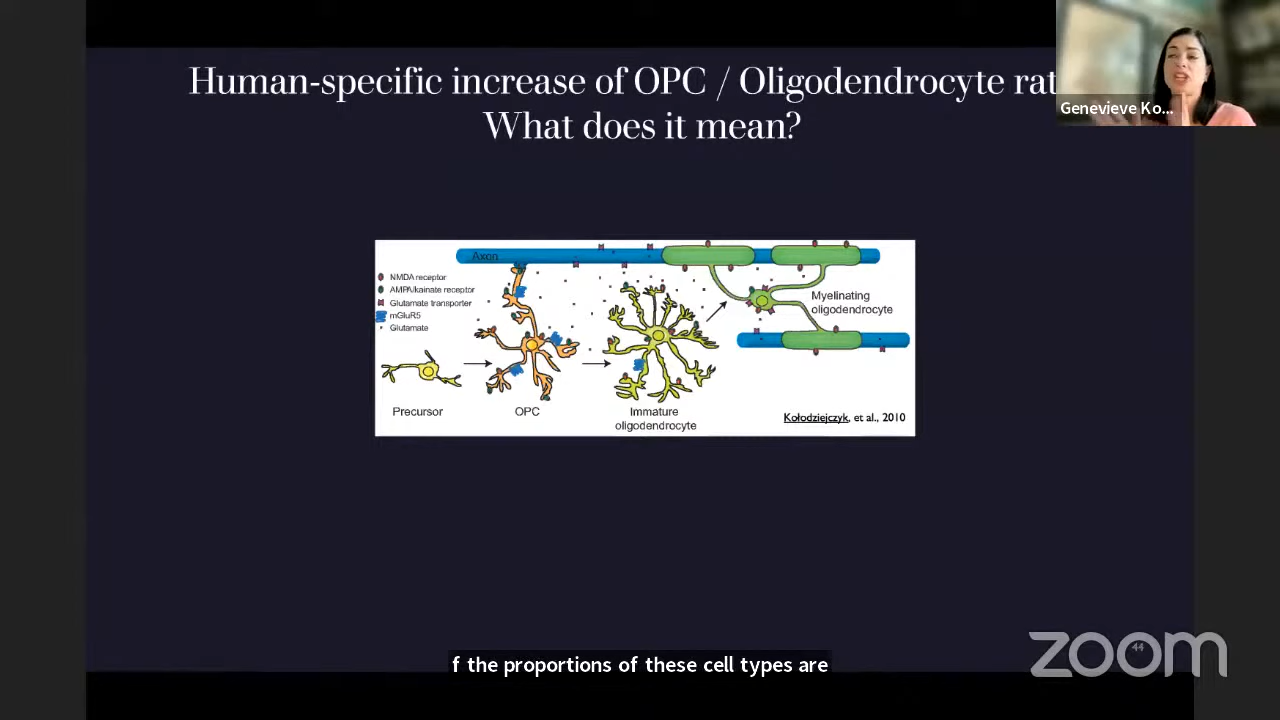 Human-specific increase of OPC / Oligodendrocyte rat
What does it mean?
Genevieve Ko...
Axon
NMDA receptor
AMPA/kainate receptor
Glutamate transporter
mGluR5
Glutamate
Myelinating
oligodendrocyte
Precursor
OPC
Immature
oligodendrocyte
Kołodziejczyk, et al., 2010
44
zoom
f the proportions of these cell types are